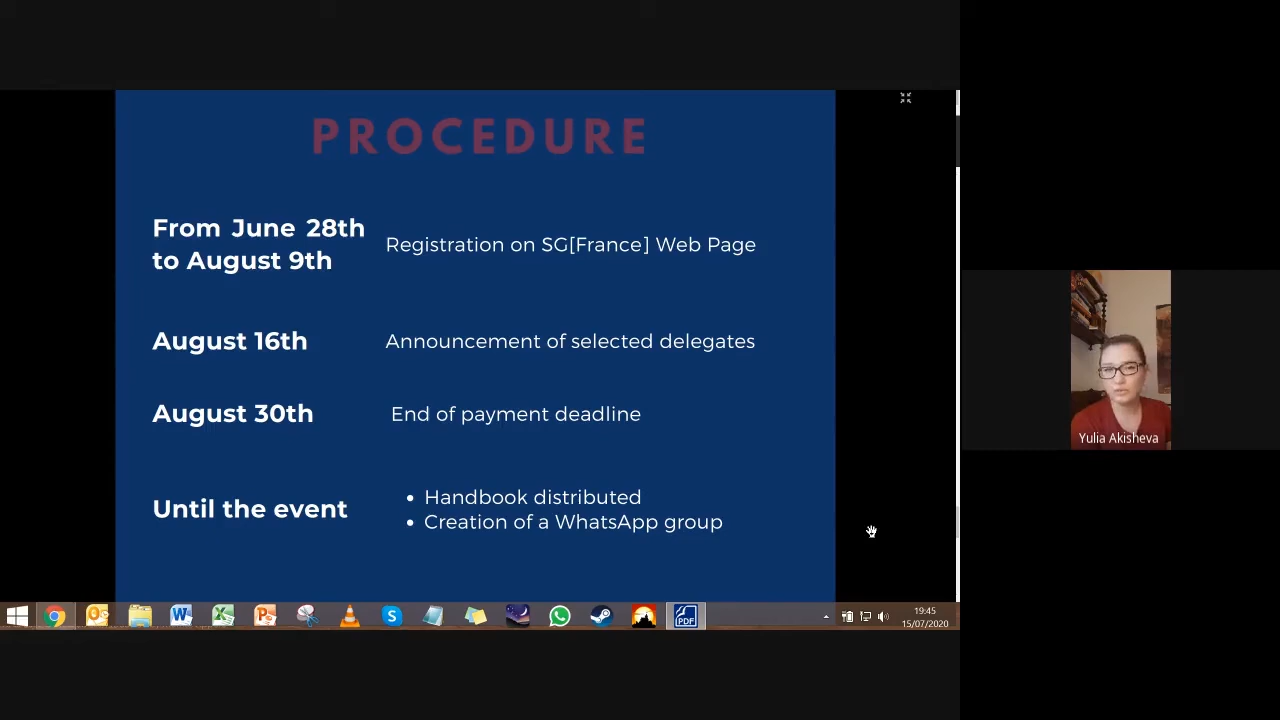 PROCEDURE
From June 28th
to August 9th
Registration on SG[France] Web Page
August 16th
Announcement of selected delegates
August 30th
End of payment deadline
Until the event
• Handbook distributed
• Creation of a WhatsApp group
Yulia Akisheva
PDF
19:45
15/07/2020